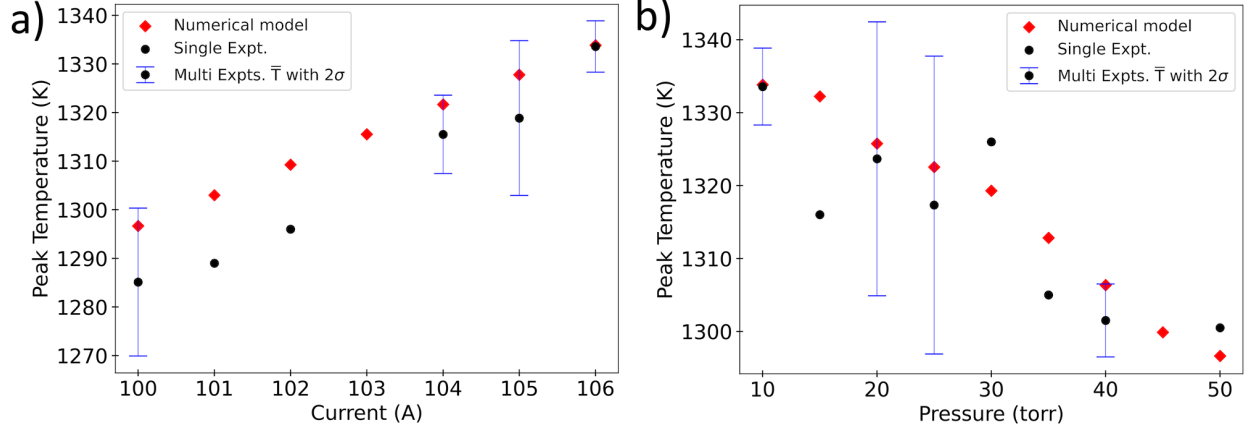 a)
Numerical model
Single Expt.
Multi Expts. T̅ with 2σ
Peak Temperature (K)
1340
1330
1320
1310
1300
1290
1280
1270
100 101 102 103 104 105 106
Current (A)
b)
Numerical model
Single Expt.
Multi Expts. T̅ with 2σ
Peak Temperature (K)
1340
1330
1320
1310
1300
10 20 30 40 50
Pressure (torr)